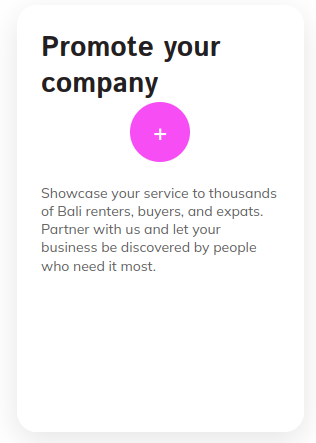 Promote your
company
+
Showcase your service to thousands
of Bali renters, buyers, and expats.
Partner with us and let your
business be discovered by people
who need it most.